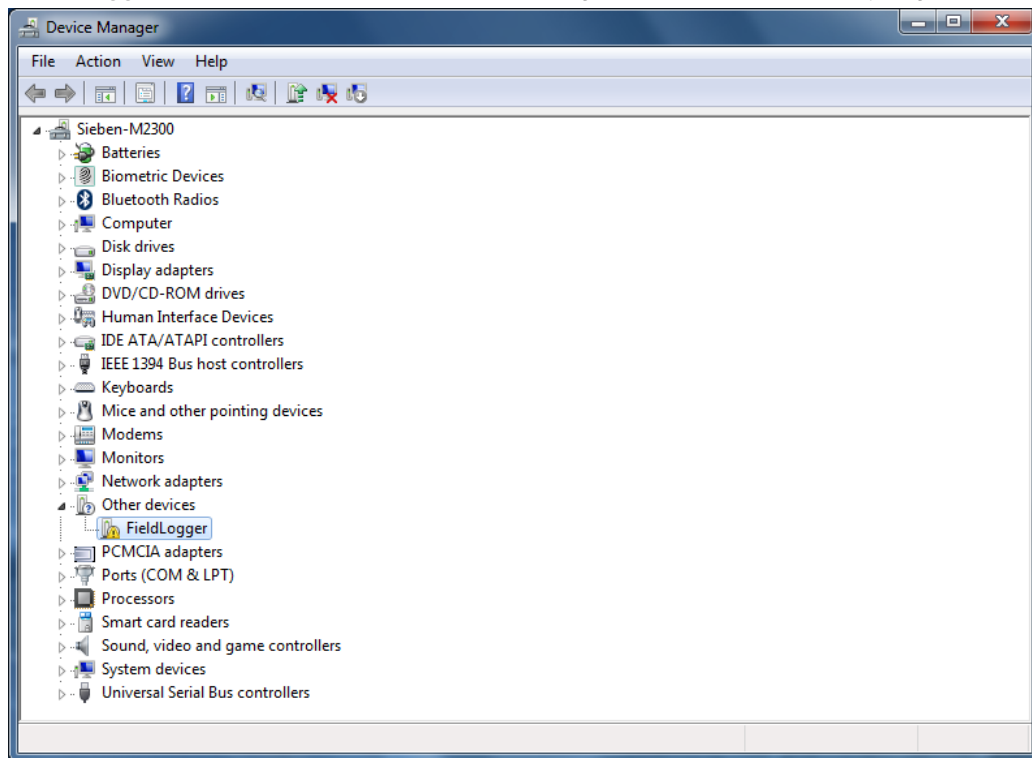 Device Manager
File Action View Help
Sieben-M2300
Batteries
Biometric Devices
Bluetooth Radios
Computer
Disk drives
Display adapters
DVD/CD-ROM drives
Human Interface Devices
IDE ATA/ATAPI controllers
IEEE 1394 Bus host controllers
Keyboards
Mice and other pointing devices
Modems
Monitors
Network adapters
Other devices
FieldLogger
PCMCIA adapters
Ports (COM & LPT)
Processors
Smart card readers
Sound, video and game controllers
System devices
Universal Serial Bus controllers